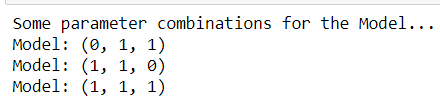 Some parameter combinations for the Model...
Model: (0, 1, 1)
Model: (1, 1, 0)
Model: (1, 1, 1)